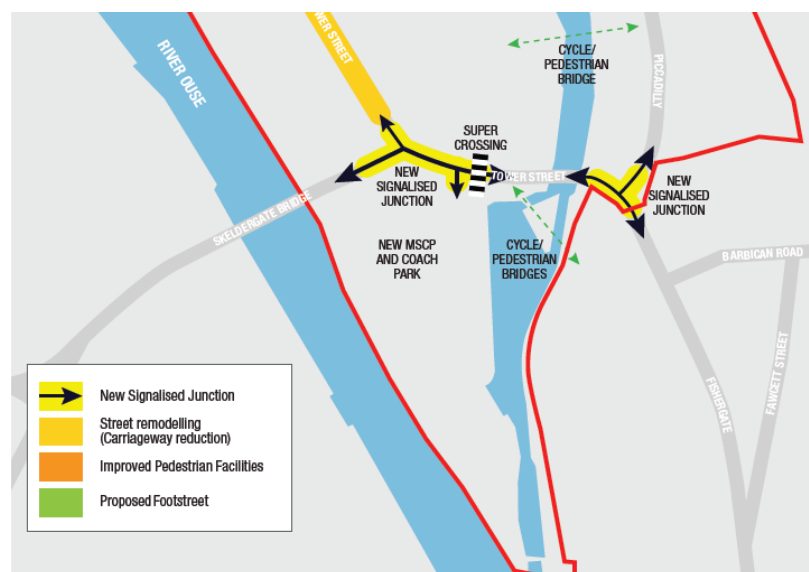 TOWER STREET
RIVER OUSE
CYCLE/
PEDESTRIAN
BRIDGE
PICCADILLY
SUPER
CROSSING
NEW
SIGNALISED
JUNCTION
TOWER STREET
NEW
SIGNALISED
JUNCTION
SKELDERGATE BRIDGE
NEW MSCP
AND COACH
PARK
CYCLE/
PEDESTRIAN
BRIDGES
BARBICAN ROAD
FISHERGATE
FAWCETT STREET
New Signalised Junction
Street remodelling
(Carriageway reduction)
Improved Pedestrian Facilities
Proposed Footstreet